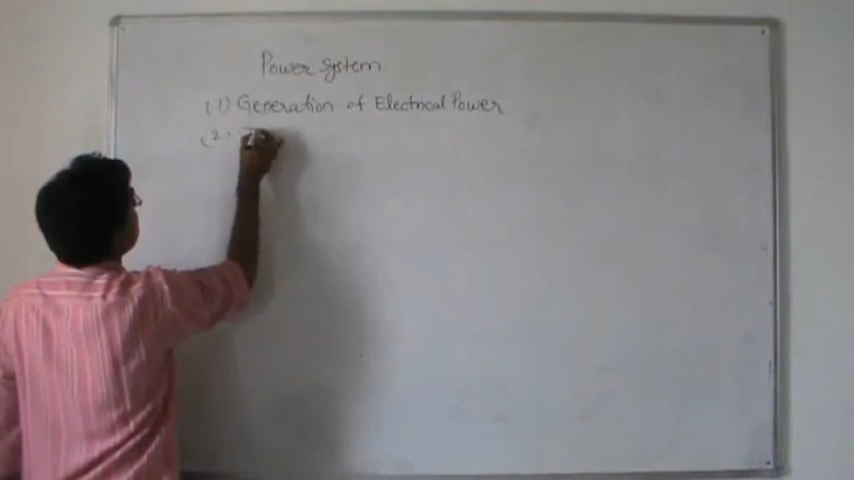 Power System
(1) Generation of Electrical Power
(2)